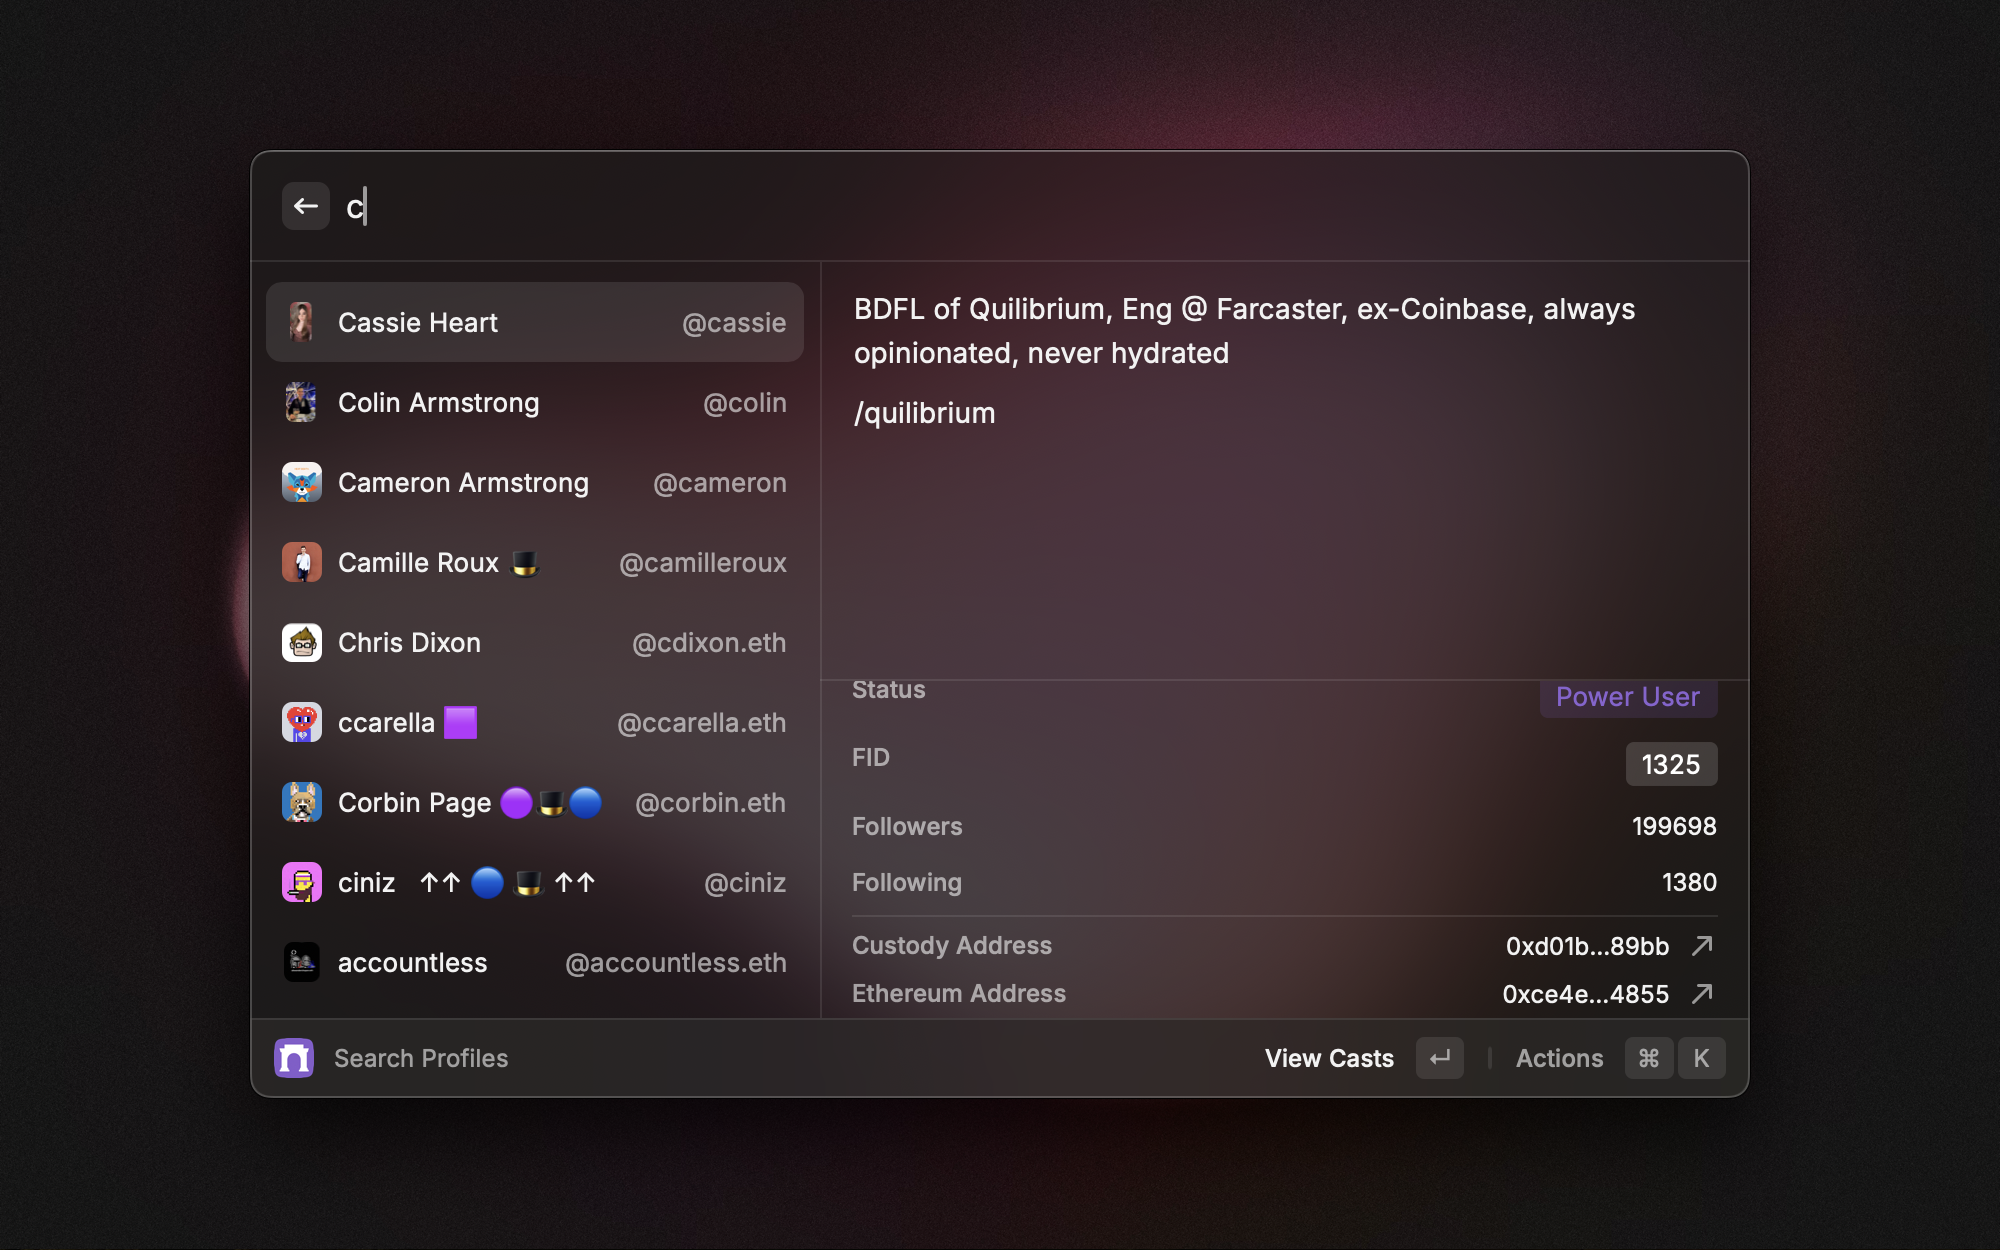 c
Cassie Heart @cassie
Colin Armstrong @colin
Cameron Armstrong @cameron
Camille Roux 🎩 @camilleroux
Chris Dixon @cdixon.eth
ccarella 🟪 @ccarella.eth
Corbin Page 🟣🎩🔵 @corbin.eth
ciniz ↑↑ 🔵 🎩 ↑↑ @ciniz
accountless @accountless.eth
BDFL of Quilibrium, Eng @ Farcaster, ex-Coinbase, always
opinionated, never hydrated
/quilibrium
Status Power User
FID 1325
Followers 199698
Following 1380
Custody Address 0xd01b...89bb ↗
Ethereum Address 0xce4e...4855 ↗
Search Profiles
View Casts ↵ | Actions ⌘ K